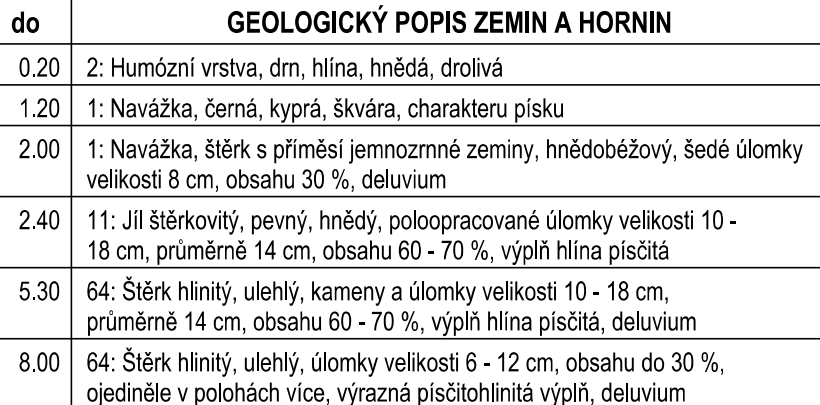 do GEOLOGICKÝ POPIS ZEMIN A HORNIN
0.20 2: Humózní vrstva, drn, hlína, hnědá, drolivá
1.20 1: Navážka, černá, kyprá, škvára, charakteru písku
2.00 1: Navážka, štěrk s příměsí jemnozrnné zeminy, hnědobéžový, šedé úlomky
velikosti 8 cm, obsahu 30 %, deluvium
2.40 11: Jíl štěrkovitý, pevný, hnědý, poloopracované úlomky velikosti 10 -
18 cm, průměrně 14 cm, obsahu 60 - 70 %, výplň hlína písčitá
5.30 64: Štěrk hlinitý, ulehlý, kameny a úlomky velikosti 10 - 18 cm,
průměrně 14 cm, obsahu 60 - 70 %, výplň hlína písčitá, deluvium
8.00 64: Štěrk hlinitý, ulehlý, úlomky velikosti 6 - 12 cm, obsahu do 30 %,
ojediněle v polohách více, výrazná písčitohlinitá výplň, deluvium